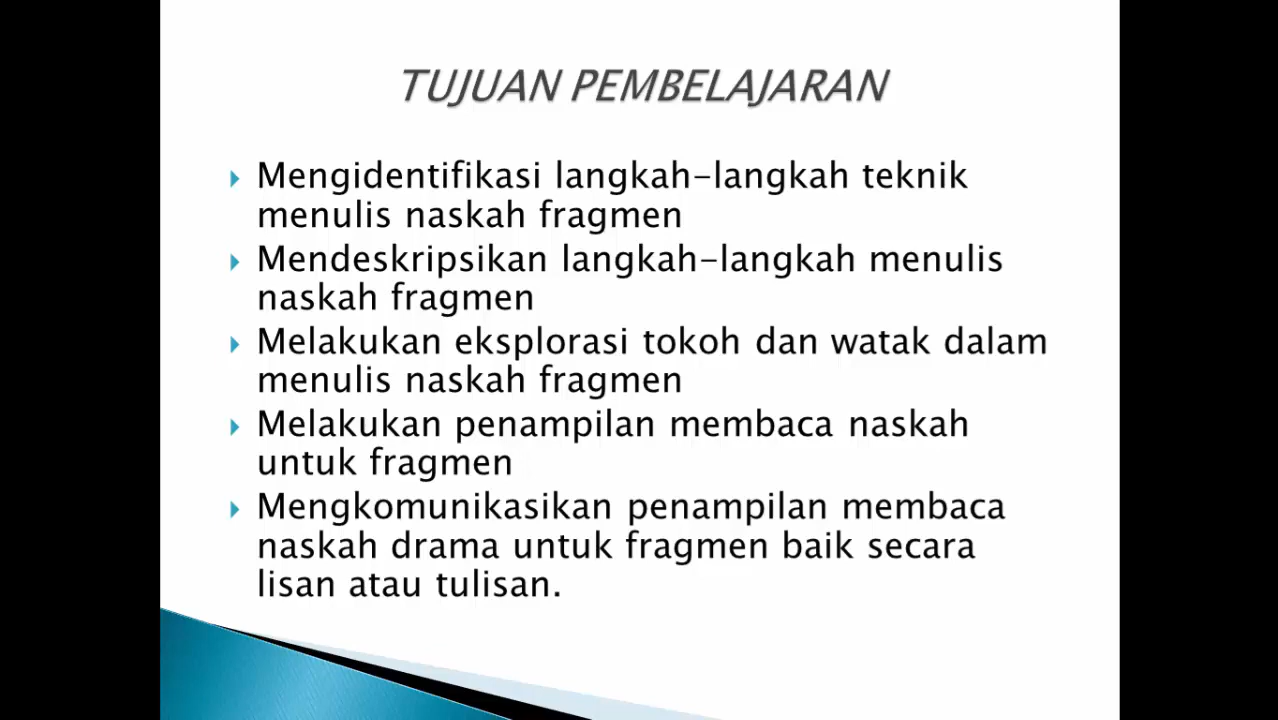 TUJUAN PEMBELAJARAN
Mengidentifikasi langkah-langkah teknik
menulis naskah fragmen
Mendeskripsikan langkah-langkah menulis
naskah fragmen
Melakukan eksplorasi tokoh dan watak dalam
menulis naskah fragmen
Melakukan penampilan membaca naskah
untuk fragmen
Mengkomunikasikan penampilan membaca
naskah drama untuk fragmen baik secara
lisan atau tulisan.